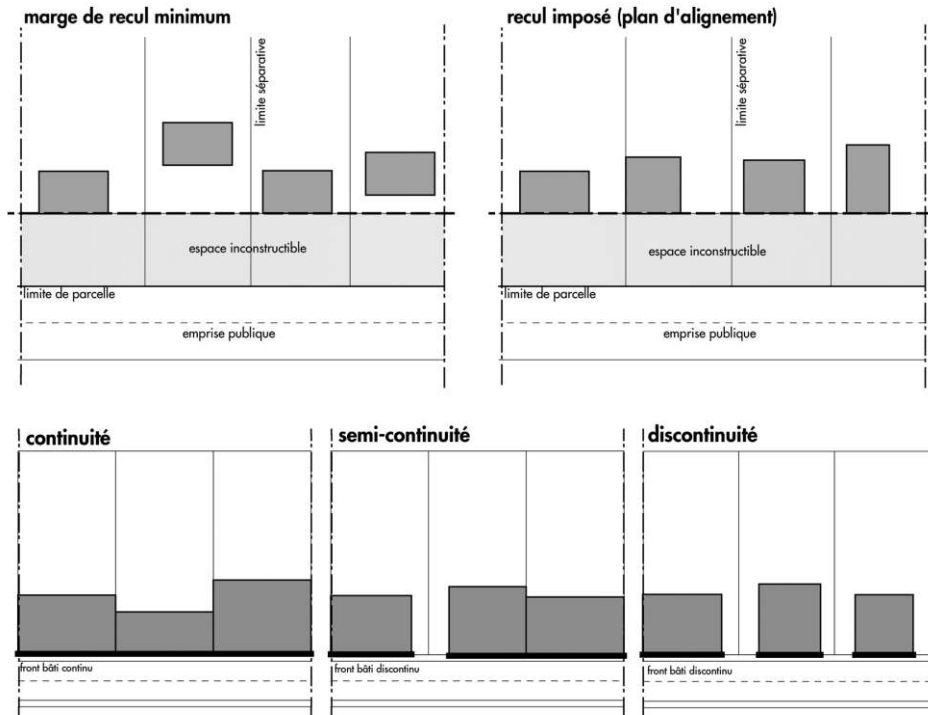 marge de recul minimum
limite séparative
espace inconstructible
limite de parcelle
emprise publique
recul imposé (plan d'alignement)
limite séparative
espace inconstructible
limite de parcelle
emprise publique
continuité
front bâti continu
semi-continuité
front bâti discontinu
discontinuité
front bâti discontinu